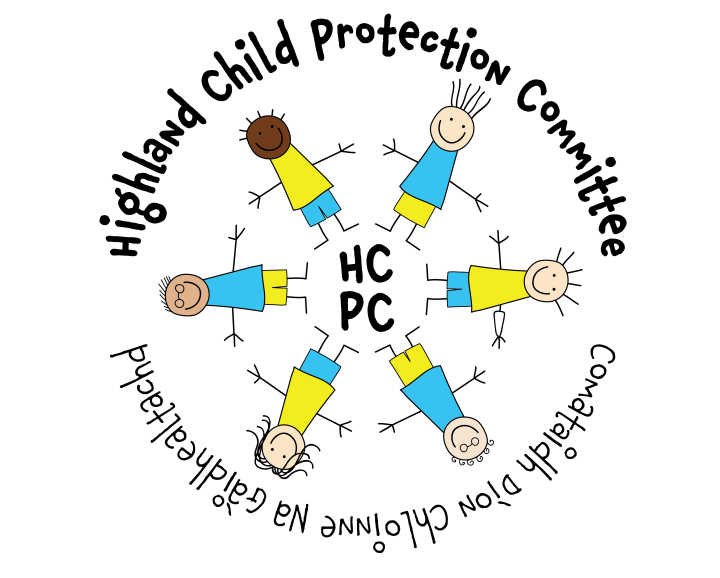 Highland Child Protection Committee
HC
PC
Comataidh Dìon Chloinne Na Gàidhealtachd